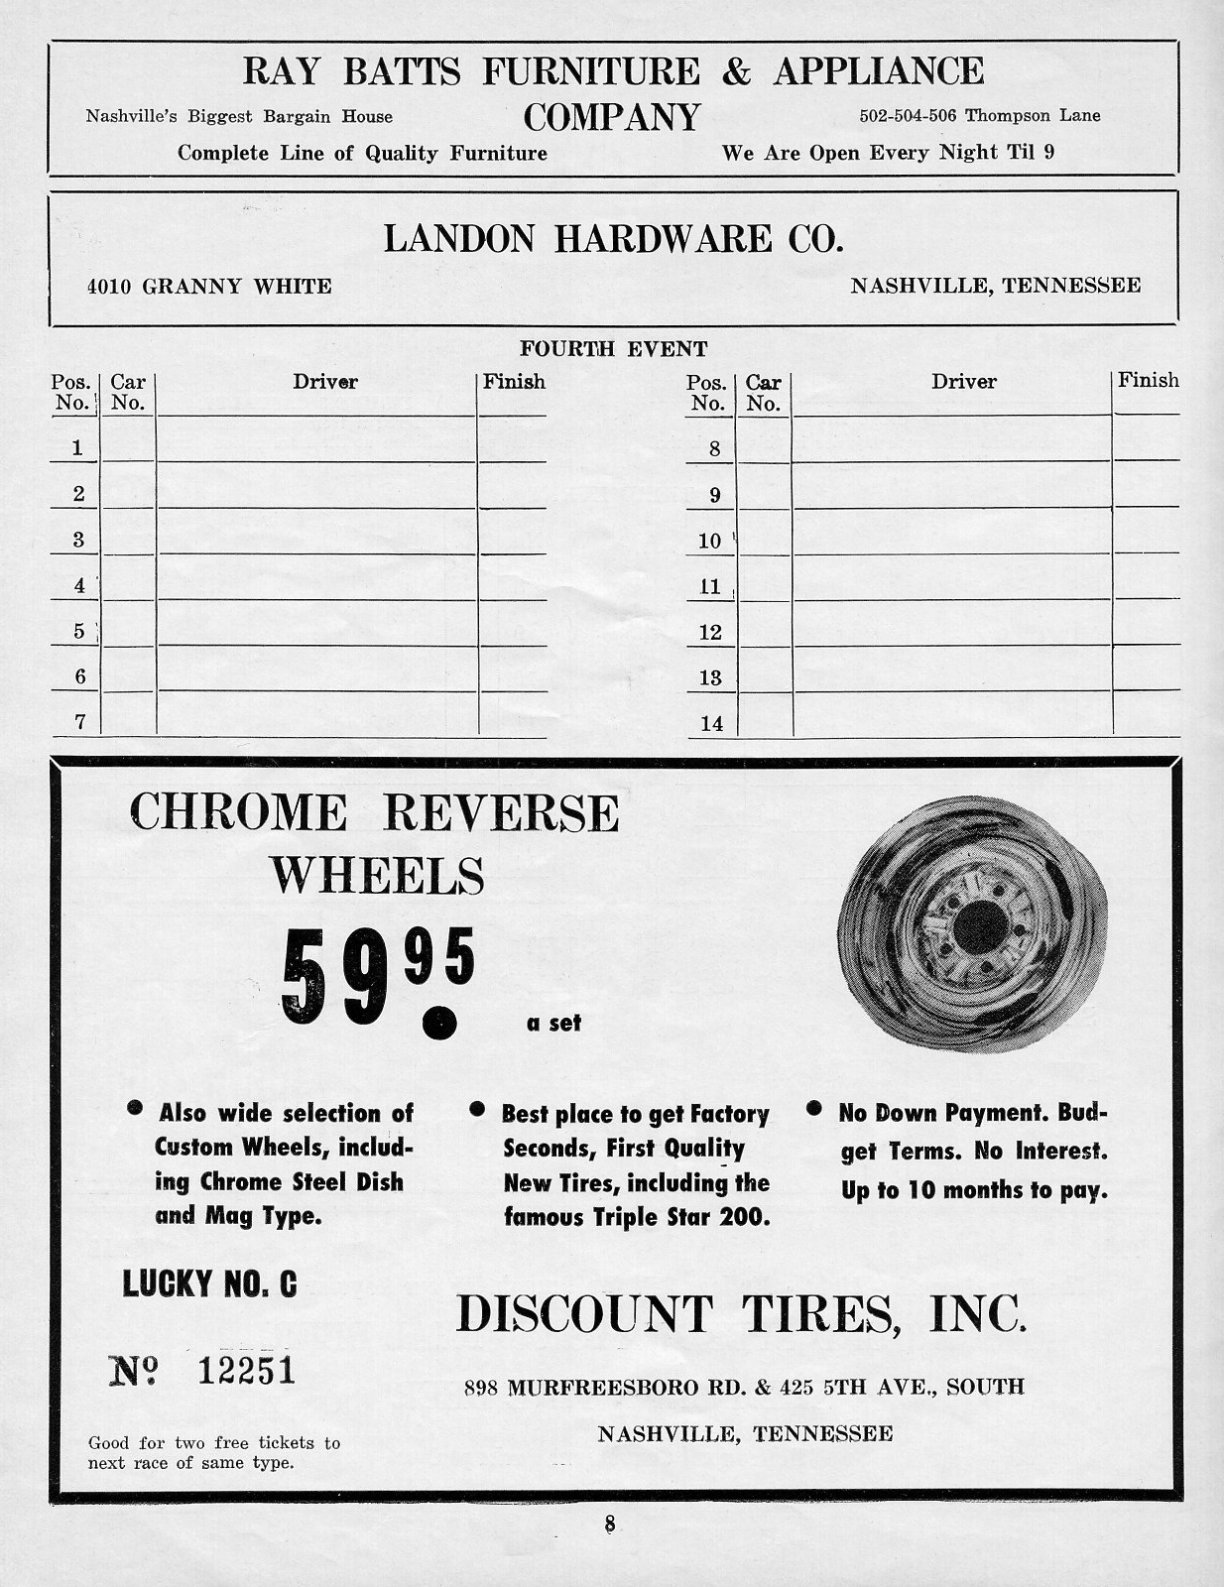 RAY BATTS FURNITURE & APPLIANCE
COMPANY
Nashville's Biggest Bargain House
502-504-506 Thompson Lane
Complete Line of Quality Furniture
We Are Open Every Night Til 9
LANDON HARDWARE CO.
4010 GRANNY WHITE
NASHVILLE, TENNESSEE
FOURTH EVENT
Pos. No. Car No. Driver Finish
1
2
3
4
5
6
7
Pos. No. Car No. Driver Finish
8
9
10
11
12
13
14
CHROME REVERSE
WHEELS
59.95
a set
• Also wide selection of
Custom Wheels, includ-
ing Chrome Steel Dish
and Mag Type.
• Best place to get Factory
Seconds, First Quality
New Tires, including the
famous Triple Star 200.
• No Down Payment. Bud-
get Terms. No Interest.
Up to 10 months to pay.
LUCKY NO. C
Nº 12251
Good for two free tickets to
next race of same type.
DISCOUNT TIRES, INC.
898 MURFREESBORO RD. & 425 5TH AVE., SOUTH
NASHVILLE, TENNESSEE
8